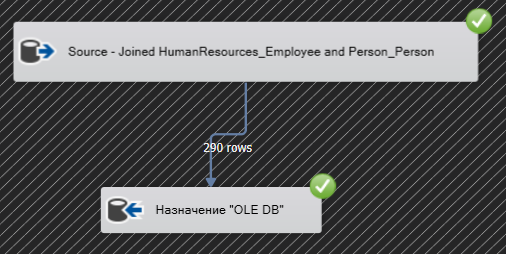 Source - Joined HumanResources_Employee and Person_Person
290 rows
Назначение "OLE DB"